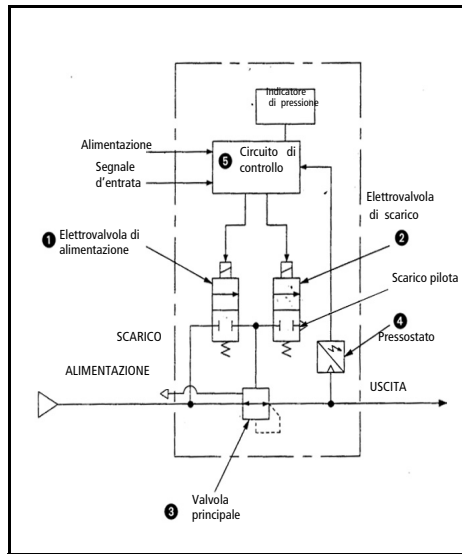 Indicatore
di pressione
Alimentazione
Segnale
d'entrata
5 Circuito di
controllo
Elettrovalvola
di scarico
1 Elettrovalvola di
alimentazione
2
Scarico pilota
4
Pressostato
SCARICO
ALIMENTAZIONE
USCITA
3 Valvola
principale